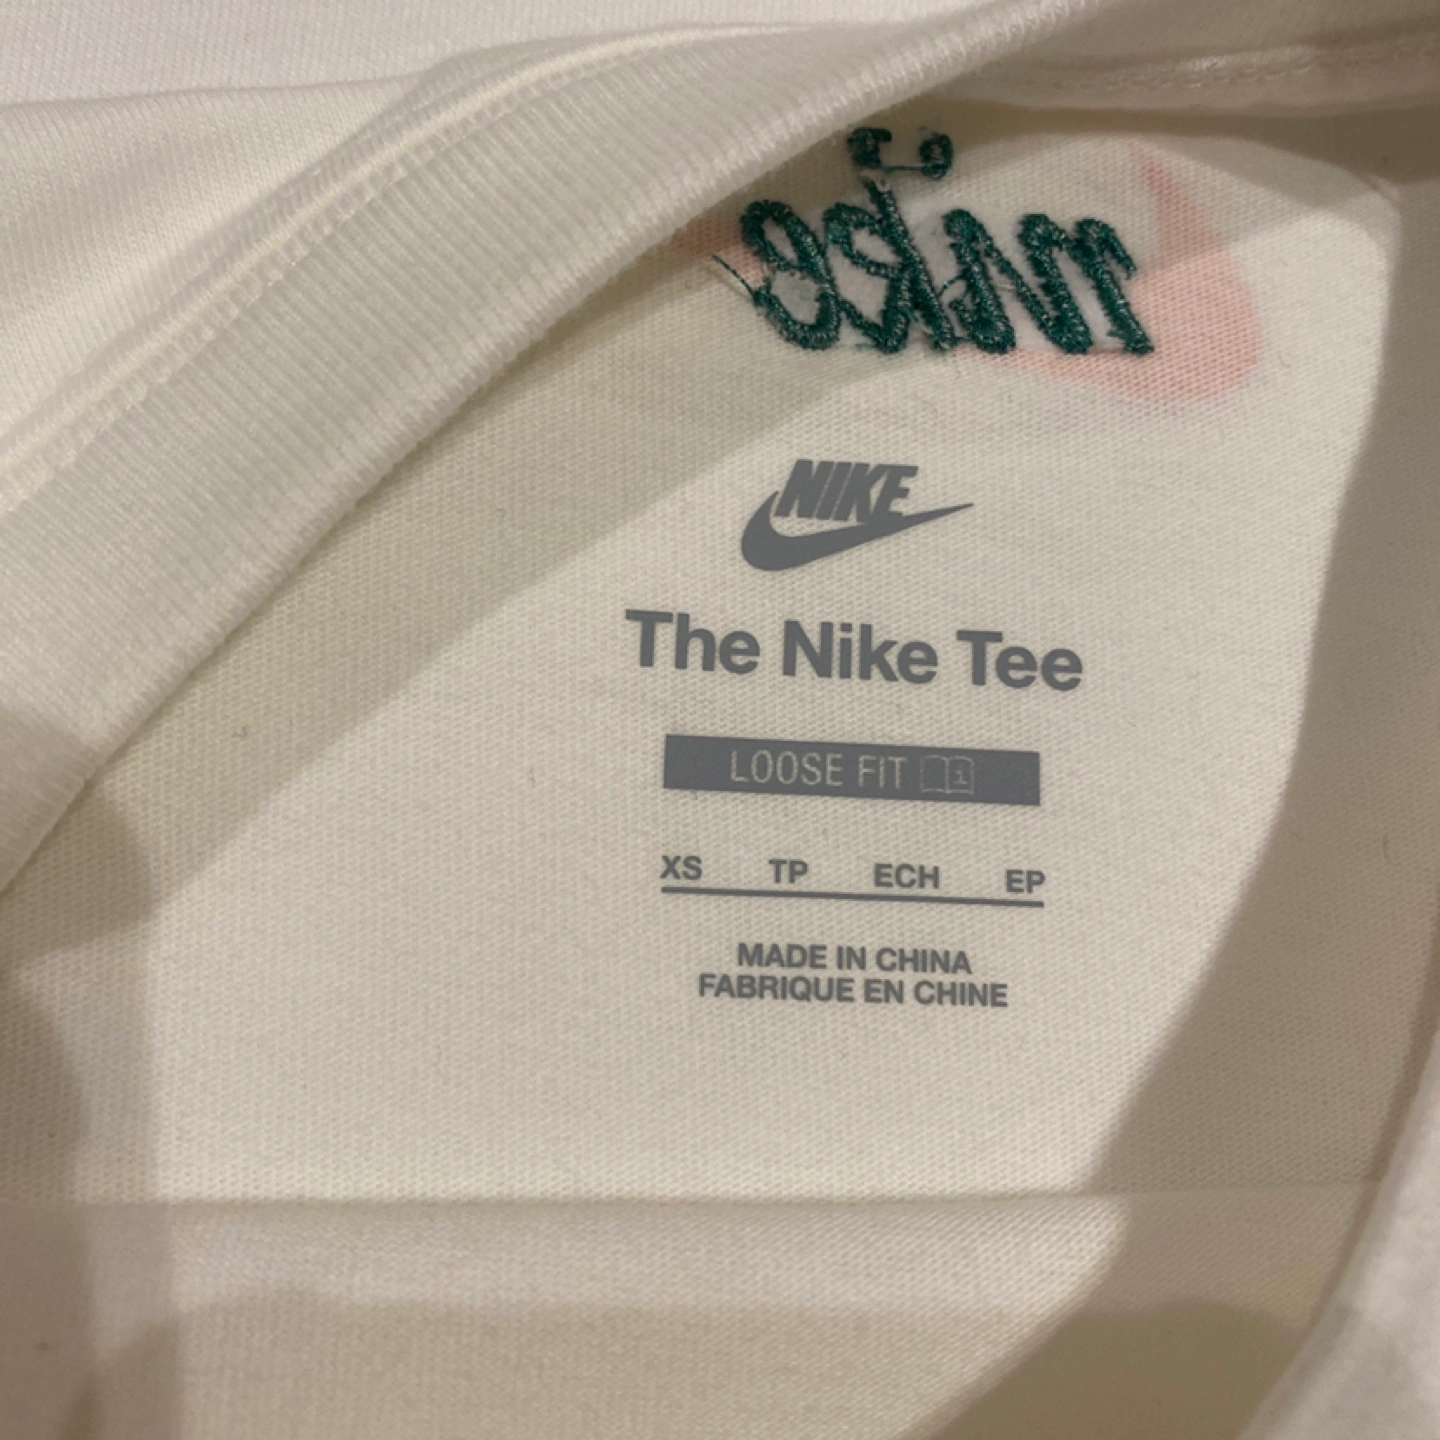 nike
NIKE
The Nike Tee
LOOSE FIT
XS TP ECH EP
MADE IN CHINA
FABRIQUE EN CHINE